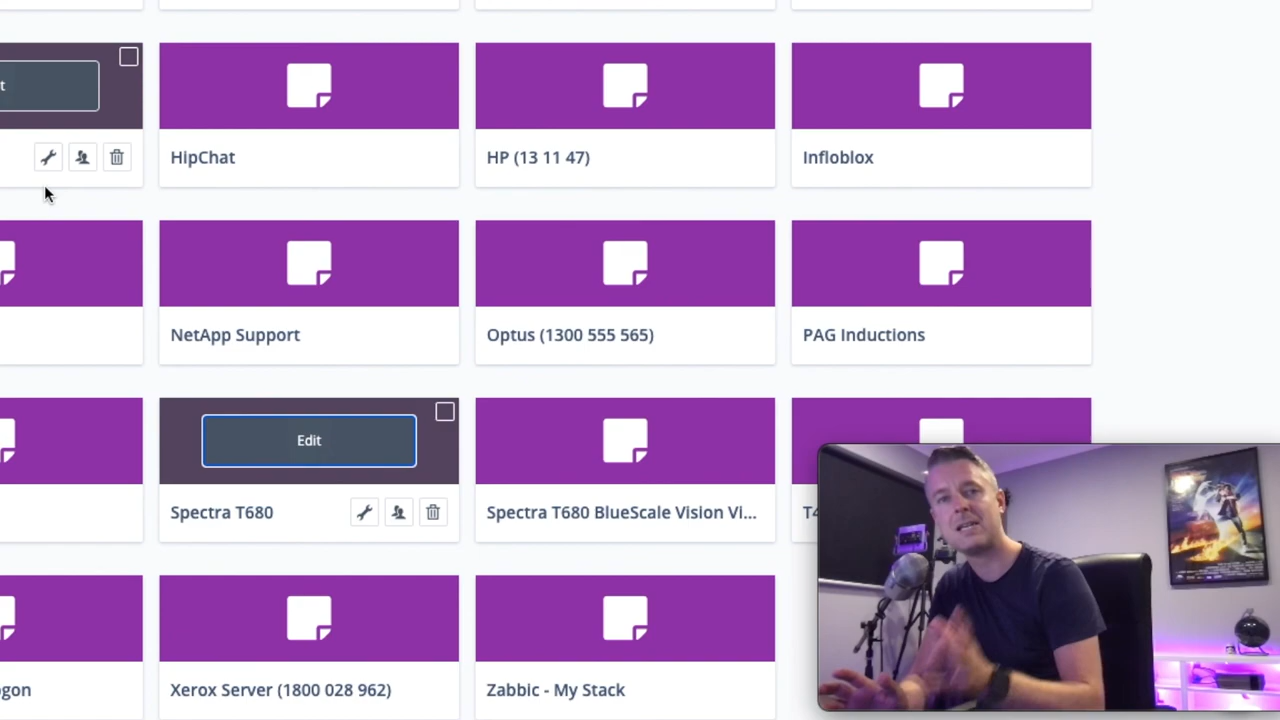 HipChat
HP (13 11 47)
Infloblox
NetApp Support
Optus (1300 555 565)
PAG Inductions
Edit
Spectra T680
Spectra T680 BlueScale Vision Vi...
Xerox Server (1800 028 962)
Zabbic - My Stack